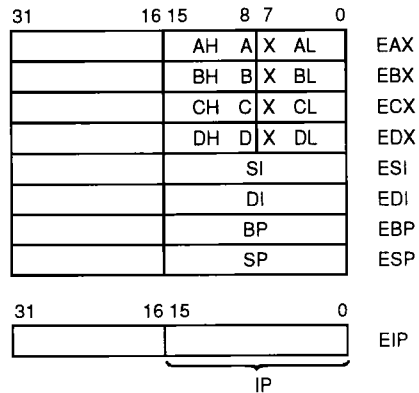 31 16 15 8 7 0
AH A X AL EAX
BH B X BL EBX
CH C X CL ECX
DH D X DL EDX
SI ESI
DI EDI
BP EBP
SP ESP
31 16 15 0
EIP
IP